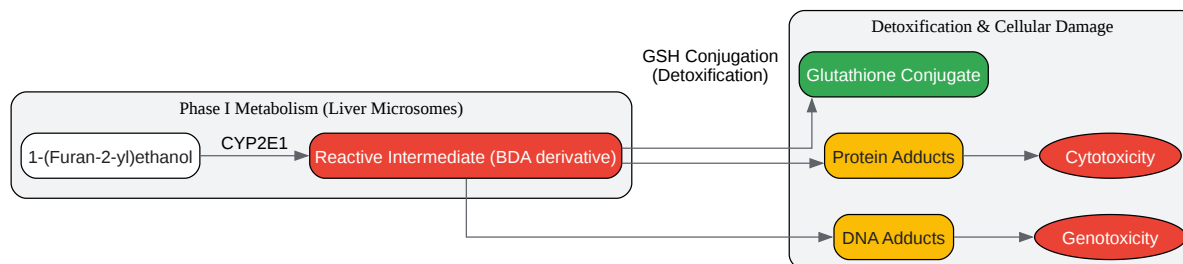 Detoxification & Cellular Damage
GSH Conjugation
(Detoxification)
Glutathione Conjugate
Phase I Metabolism (Liver Microsomes)
1-(Furan-2-yl)ethanol
CYP2E1
Reactive Intermediate (BDA derivative)
Protein Adducts
Cytotoxicity
DNA Adducts
Genotoxicity